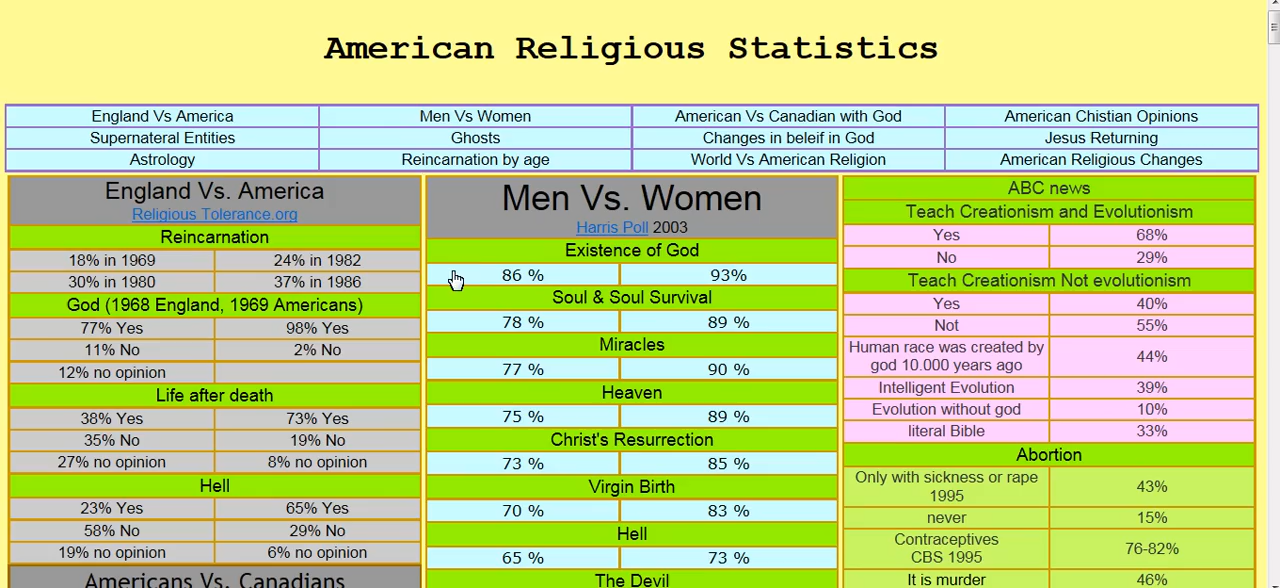 American Religious Statistics
England Vs America Men Vs Women American Vs Canadian with God American Chistian Opinions
Supernateral Entities Ghosts Changes in beleif in God Jesus Returning
Astrology Reincarnation by age World Vs American Religion American Religious Changes
England Vs. America
Religious Tolerance.org
Reincarnation
18% in 1969 24% in 1982
30% in 1980 37% in 1986
God (1968 England, 1969 Americans)
77% Yes 98% Yes
11% No 2% No
12% no opinion
Life after death
38% Yes 73% Yes
35% No 19% No
27% no opinion 8% no opinion
Hell
23% Yes 65% Yes
58% No 29% No
19% no opinion 6% no opinion
Americans Vs. Canadians
Men Vs. Women
Harris Poll 2003
Existence of God
86 % 93%
Soul & Soul Survival
78 % 89 %
Miracles
77 % 90 %
Heaven
75 % 89 %
Christ's Resurrection
73 % 85 %
Virgin Birth
70 % 83 %
Hell
65 % 73 %
The Devil
ABC news
Teach Creationism and Evolutionism
Yes 68%
No 29%
Teach Creationism Not evolutionism
Yes 40%
Not 55%
Human race was created by
god 10.000 years ago 44%
Intelligent Evolution 39%
Evolution without god 10%
literal Bible 33%
Abortion
Only with sickness or rape
1995 43%
never 15%
Contraceptives
CBS 1995 76-82%
It is murder 46%